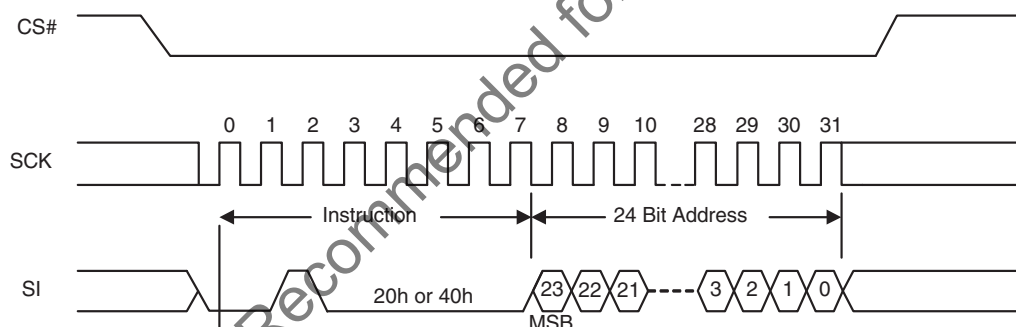 CS#
0 1 2 3 4 5 6 7 8 9 10 28 29 30 31
SCK
Instruction 24 Bit Address
SI
20h or 40h
23 22 21 3 2 1 0
MSB
Recommended for